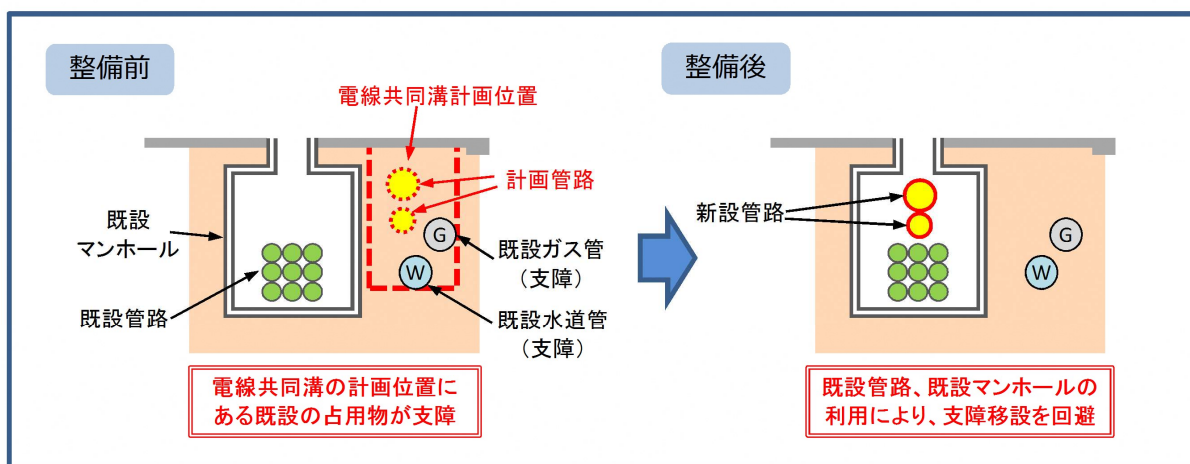 整備前
電線共同溝計画位置
計画管路
既設
マンホール
既設管路
G
W
既設ガス管
（支障）
既設水道管
（支障）
電線共同溝の計画位置に
ある既設の占用物が支障
整備後
新設管路
G
W
既設管路、既設マンホールの
利用により、支障移設を回避